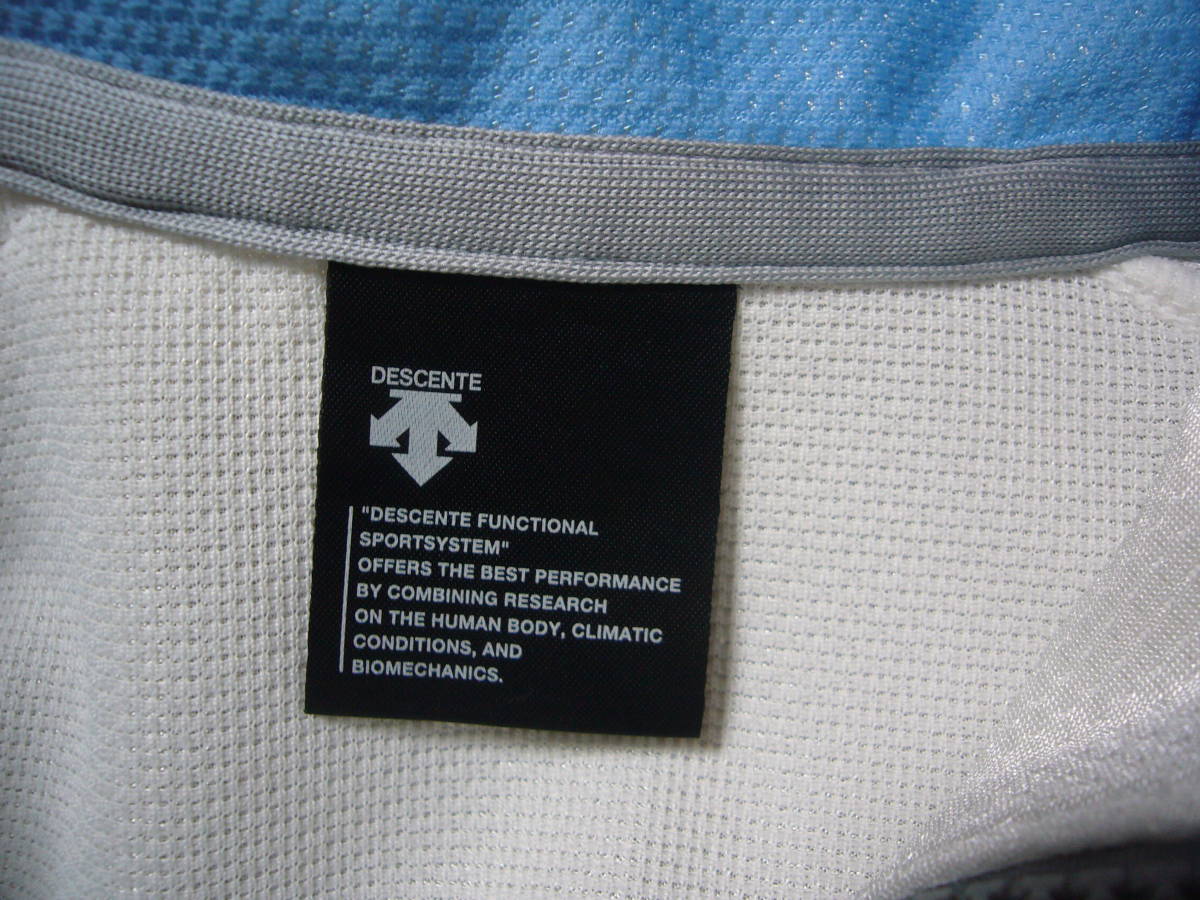 DESCENTE
"DESCENTE FUNCTIONAL
SPORTSYSTEM"
OFFERS THE BEST PERFORMANCE
BY COMBINING RESEARCH
ON THE HUMAN BODY, CLIMATIC
CONDITIONS, AND
BIOMECHANICS.